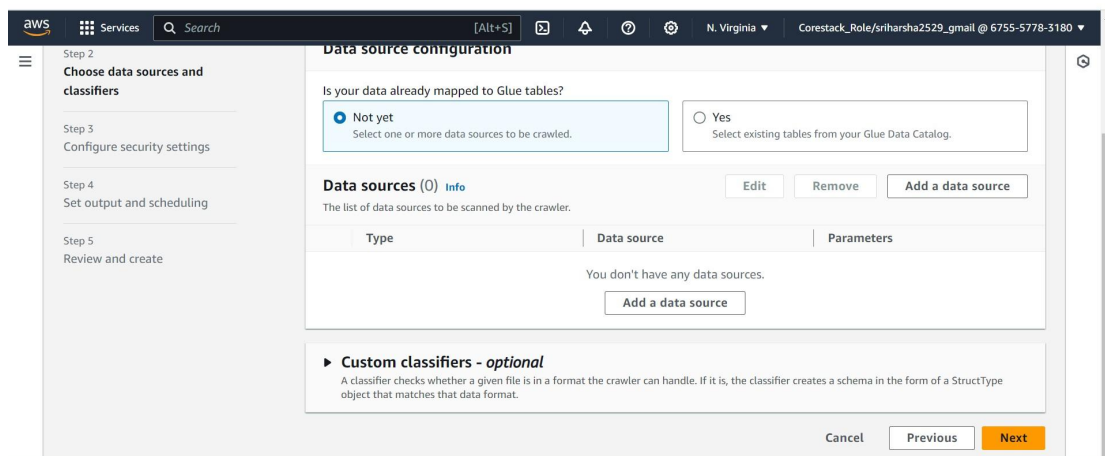 aws Services Search [Alt+S] N. Virginia ▼ Corestack_Role/sriharsha2529_gmail @ 6755-5778-3180 ▼
Step 2
Choose data sources and
classifiers
Step 3
Configure security settings
Step 4
Set output and scheduling
Step 5
Review and create
Data source configuration
Is your data already mapped to Glue tables?
Not yet
Select one or more data sources to be crawled.
Yes
Select existing tables from your Glue Data Catalog.
Data sources (0) Info
Edit Remove Add a data source
The list of data sources to be scanned by the crawler.
Type Data source Parameters
You don't have any data sources.
Add a data source
Custom classifiers - optional
A classifier checks whether a given file is in a format the crawler can handle. If it is, the classifier creates a schema in the form of a StructType
object that matches that data format.
Cancel Previous Next